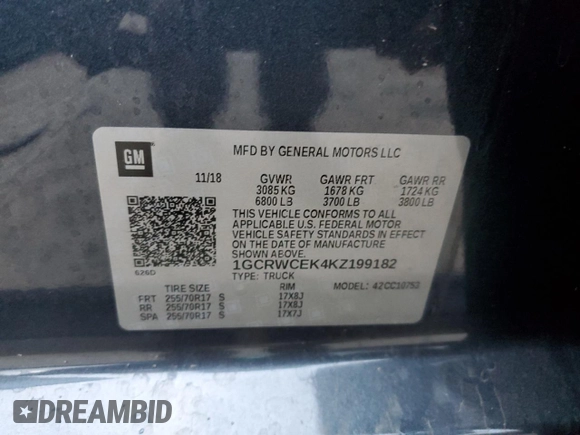 GM
MFD BY GENERAL MOTORS LLC
11/18 GVWR GAWR FRT GAWR RR
3085 KG 1678 KG 1724 KG
6800 LB 3700 LB 3800 LB
THIS VEHICLE CONFORMS TO ALL
APPLICABLE U.S. FEDERAL MOTOR
VEHICLE SAFETY STANDARDS IN EFFECT
ON THE DATE OF MANUFACTURE
SHOWN ABOVE.
1GCRWCEK4KZ199182
TYPE: TRUCK MODEL: 4ZCC10753
626D
TIRE SIZE RIM
FRT 255/70R17 S 17X8J
RR 255/70R17 S 17X8J
SPA 255/70R17 S 17X7J
DREAMBID